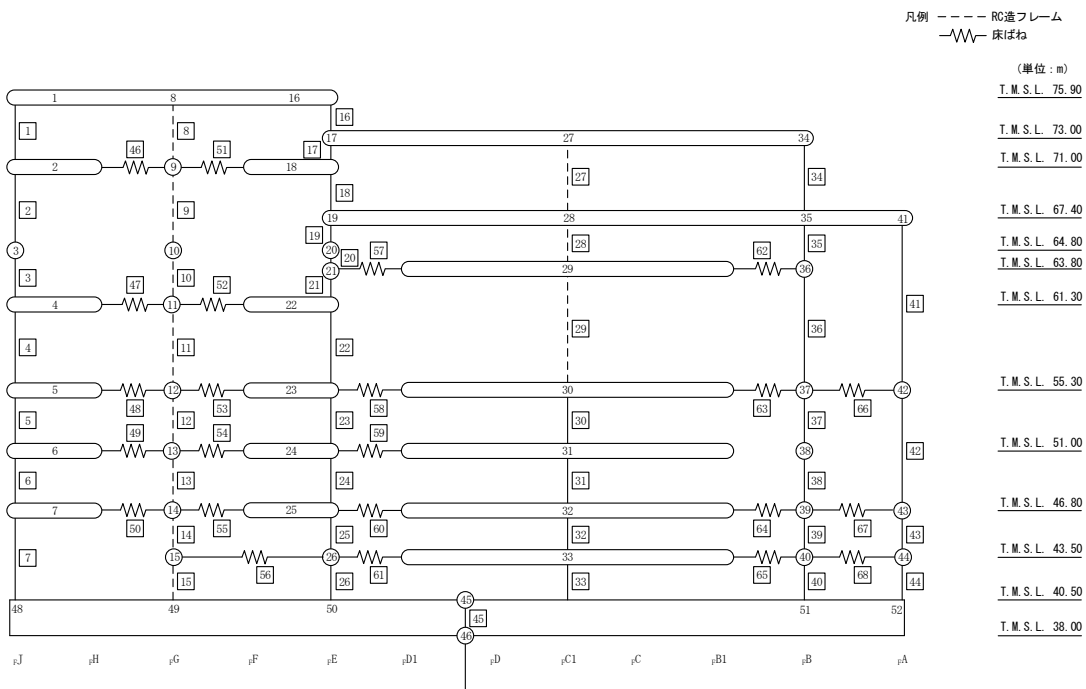 凡例 ---- RC造フレーム
床ばね
(単位：m)
T.M.S.L. 75.90
1 8 16
1 8 16
T.M.S.L. 73.00
17 27 34
46 51 17
T.M.S.L. 71.00
2 9 18
27 34
2 9 18
T.M.S.L. 67.40
19 28 35 41
19 57 28 62 35
T.M.S.L. 64.80
3 10 20
20
T.M.S.L. 63.80
21 29 36
3 47 10 52 21
T.M.S.L. 61.30
4 11 22
41
29 36
4 11 22
T.M.S.L. 55.30
5 12 23 30 37 42
48 53 58 63 66
5 12 23 30 37
49 54 59
T.M.S.L. 51.00
6 13 24 31 38
42
6 13 24 31 38
T.M.S.L. 46.80
7 14 25 32 39 43
50 55 60 64 67
14 25 32 39 43
T.M.S.L. 43.50
7 15 26 33 40 44
56 61 65 68
15 26 33 40 44
T.M.S.L. 40.50
48 49 50 45 51 52
45
T.M.S.L. 38.00
46
FJ FH FG FF FE FD1 FD FC1 FC FB1 FB FA